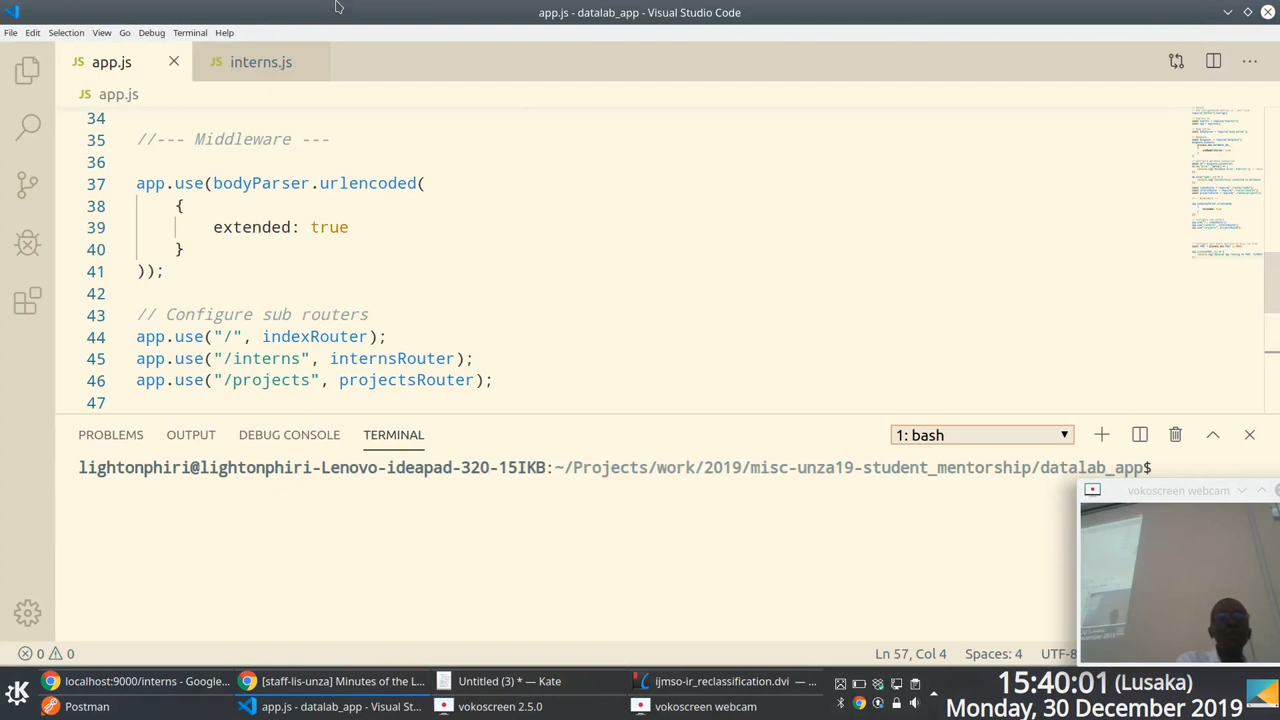 app.js - datalab_app - Visual Studio Code
File Edit Selection View Go Debug Terminal Help
JS app.js
JS interns.js
JS app.js
34
35 //--- Middleware ---
36
37 app.use(bodyParser.urlencoded(
38 {
39 extended: true
40 }
41 ));
42
43 // Configure sub routers
44 app.use("/", indexRouter);
45 app.use("/interns", internsRouter);
46 app.use("/projects", projectsRouter);
47
PROBLEMS OUTPUT DEBUG CONSOLE TERMINAL 1: bash
lightonphiri@lightonphiri-Lenovo-ideapad-320-15IKB:~/Projects/work/2019/misc-unza19-student_mentorship/datalab_app$
vokoscreen webcam
0 0 Ln 57, Col 4 Spaces: 4 UTF-8
localhost:9000/interns - Google... [staff-lis-unza] Minutes of the L... Untitled (3) * — Kate ijmso-ir_reclassification.dvi — ...
Postman app.js - datalab_app - Visual St... vokoscreen 2.5.0 vokoscreen webcam
15:40:01 (Lusaka)
Monday, 30 December 2019